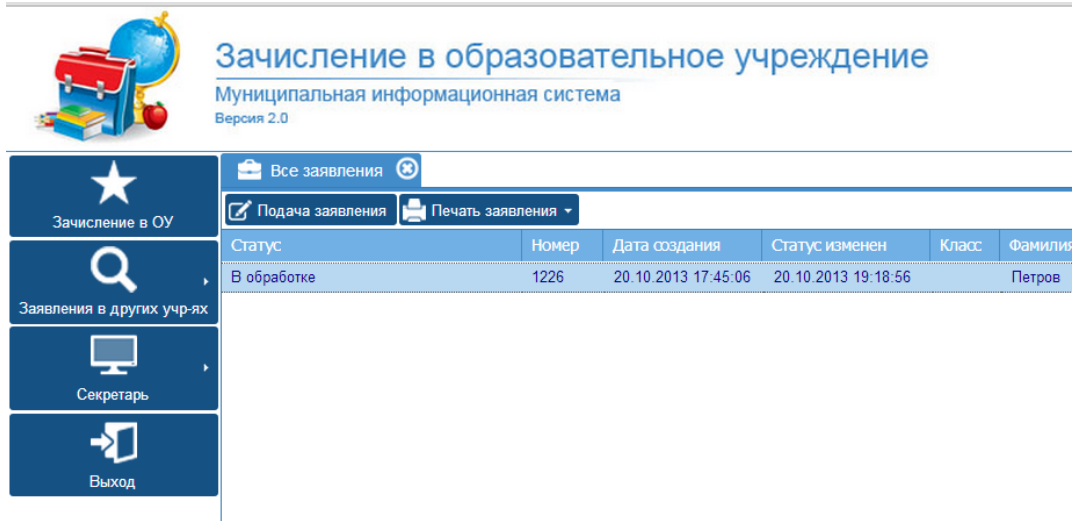 Зачисление в образовательное учреждение
Муниципальная информационная система
Версия 2.0
Зачисление в ОУ
Заявления в других учр-ях
Секретарь
Выход
Все заявления
Подача заявления Печать заявления
Статус Номер Дата создания Статус изменен Класс Фамилия
В обработке 1226 20.10.2013 17:45:06 20.10.2013 19:18:56 Петров